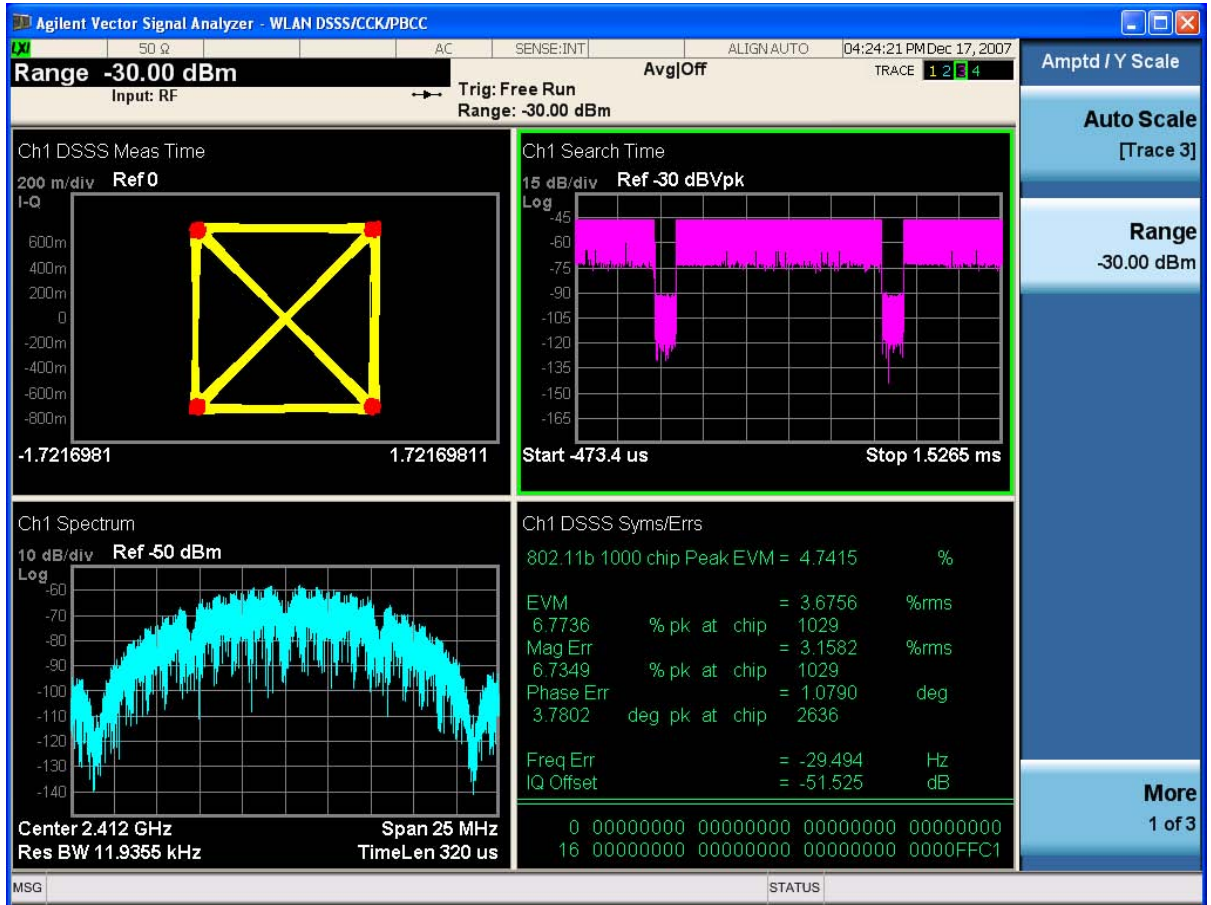 Agilent Vector Signal Analyzer - WLAN DSSS/CCK/PBCC
LXI 50 Ω AC SENSE:INT ALIGN AUTO 04:24:21 PM Dec 17, 2007
Range -30.00 dBm
Input: RF
Trig: Free Run
Range: -30.00 dBm
Avg|Off
TRACE 1 2 3 4
Amptd / Y Scale
Auto Scale
[Trace 3]
Range
-30.00 dBm
More
1 of 3
Ch1 DSSS Meas Time
200 m/div Ref 0
I-Q
600m
400m
200m
0
-200m
-400m
-600m
-800m
-1.7216981 1.72169811
Ch1 Search Time
15 dB/div Ref -30 dBVpk
Log
-45
-60
-75
-90
-105
-120
-135
-150
-165
Start -473.4 us Stop 1.5265 ms
Ch1 Spectrum
10 dB/div Ref -50 dBm
Log
-60
-70
-80
-90
-100
-110
-120
-130
-140
Center 2.412 GHz Span 25 MHz
Res BW 11.9355 kHz TimeLen 320 us
Ch1 DSSS Syms/Errs
802.11b 1000 chip Peak EVM = 4.7415 %
EVM = 3.6756 %rms
6.7736 % pk at chip 1029
Mag Err = 3.1582 %rms
6.7349 % pk at chip 1029
Phase Err = 1.0790 deg
3.7802 deg pk at chip 2636
Freq Err = -29.494 Hz
IQ Offset = -51.525 dB
0 00000000 00000000 00000000 00000000
16 00000000 00000000 00000000 0000FFC1
MSG STATUS